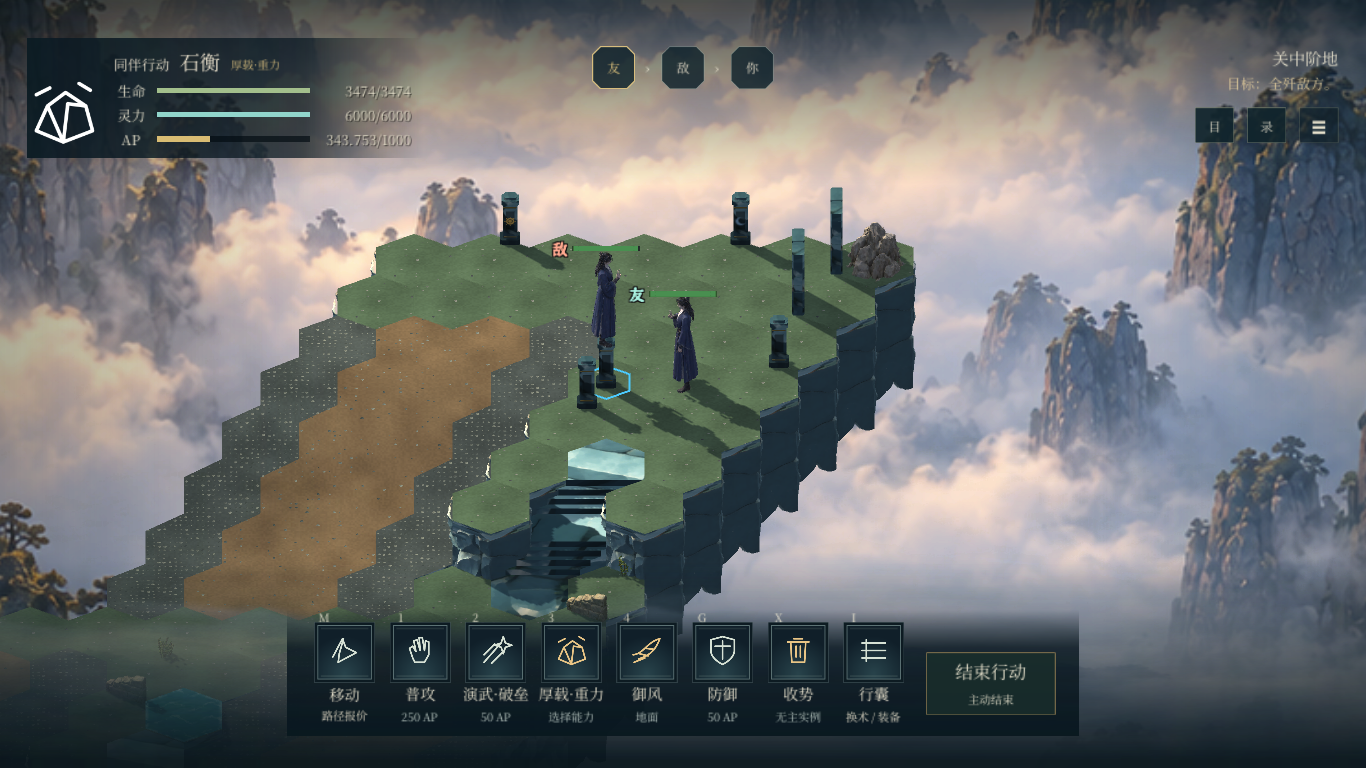 同伴行动 石衡 厚载·重力
生命 3474/3474
灵力 6000/6000
AP 343.753/1000
友 › 敌 › 你
关中阶地
目标：全歼敌方。
目 录 ☰
敌
友
M 1 2 3 4 G X I
移动 普攻 演武·破垒 厚载·重力 御风 防御 收势 行囊
路径报价 250 AP 50 AP 选择能力 地面 50 AP 无主实例 换术 / 装备
结束行动
主动结束